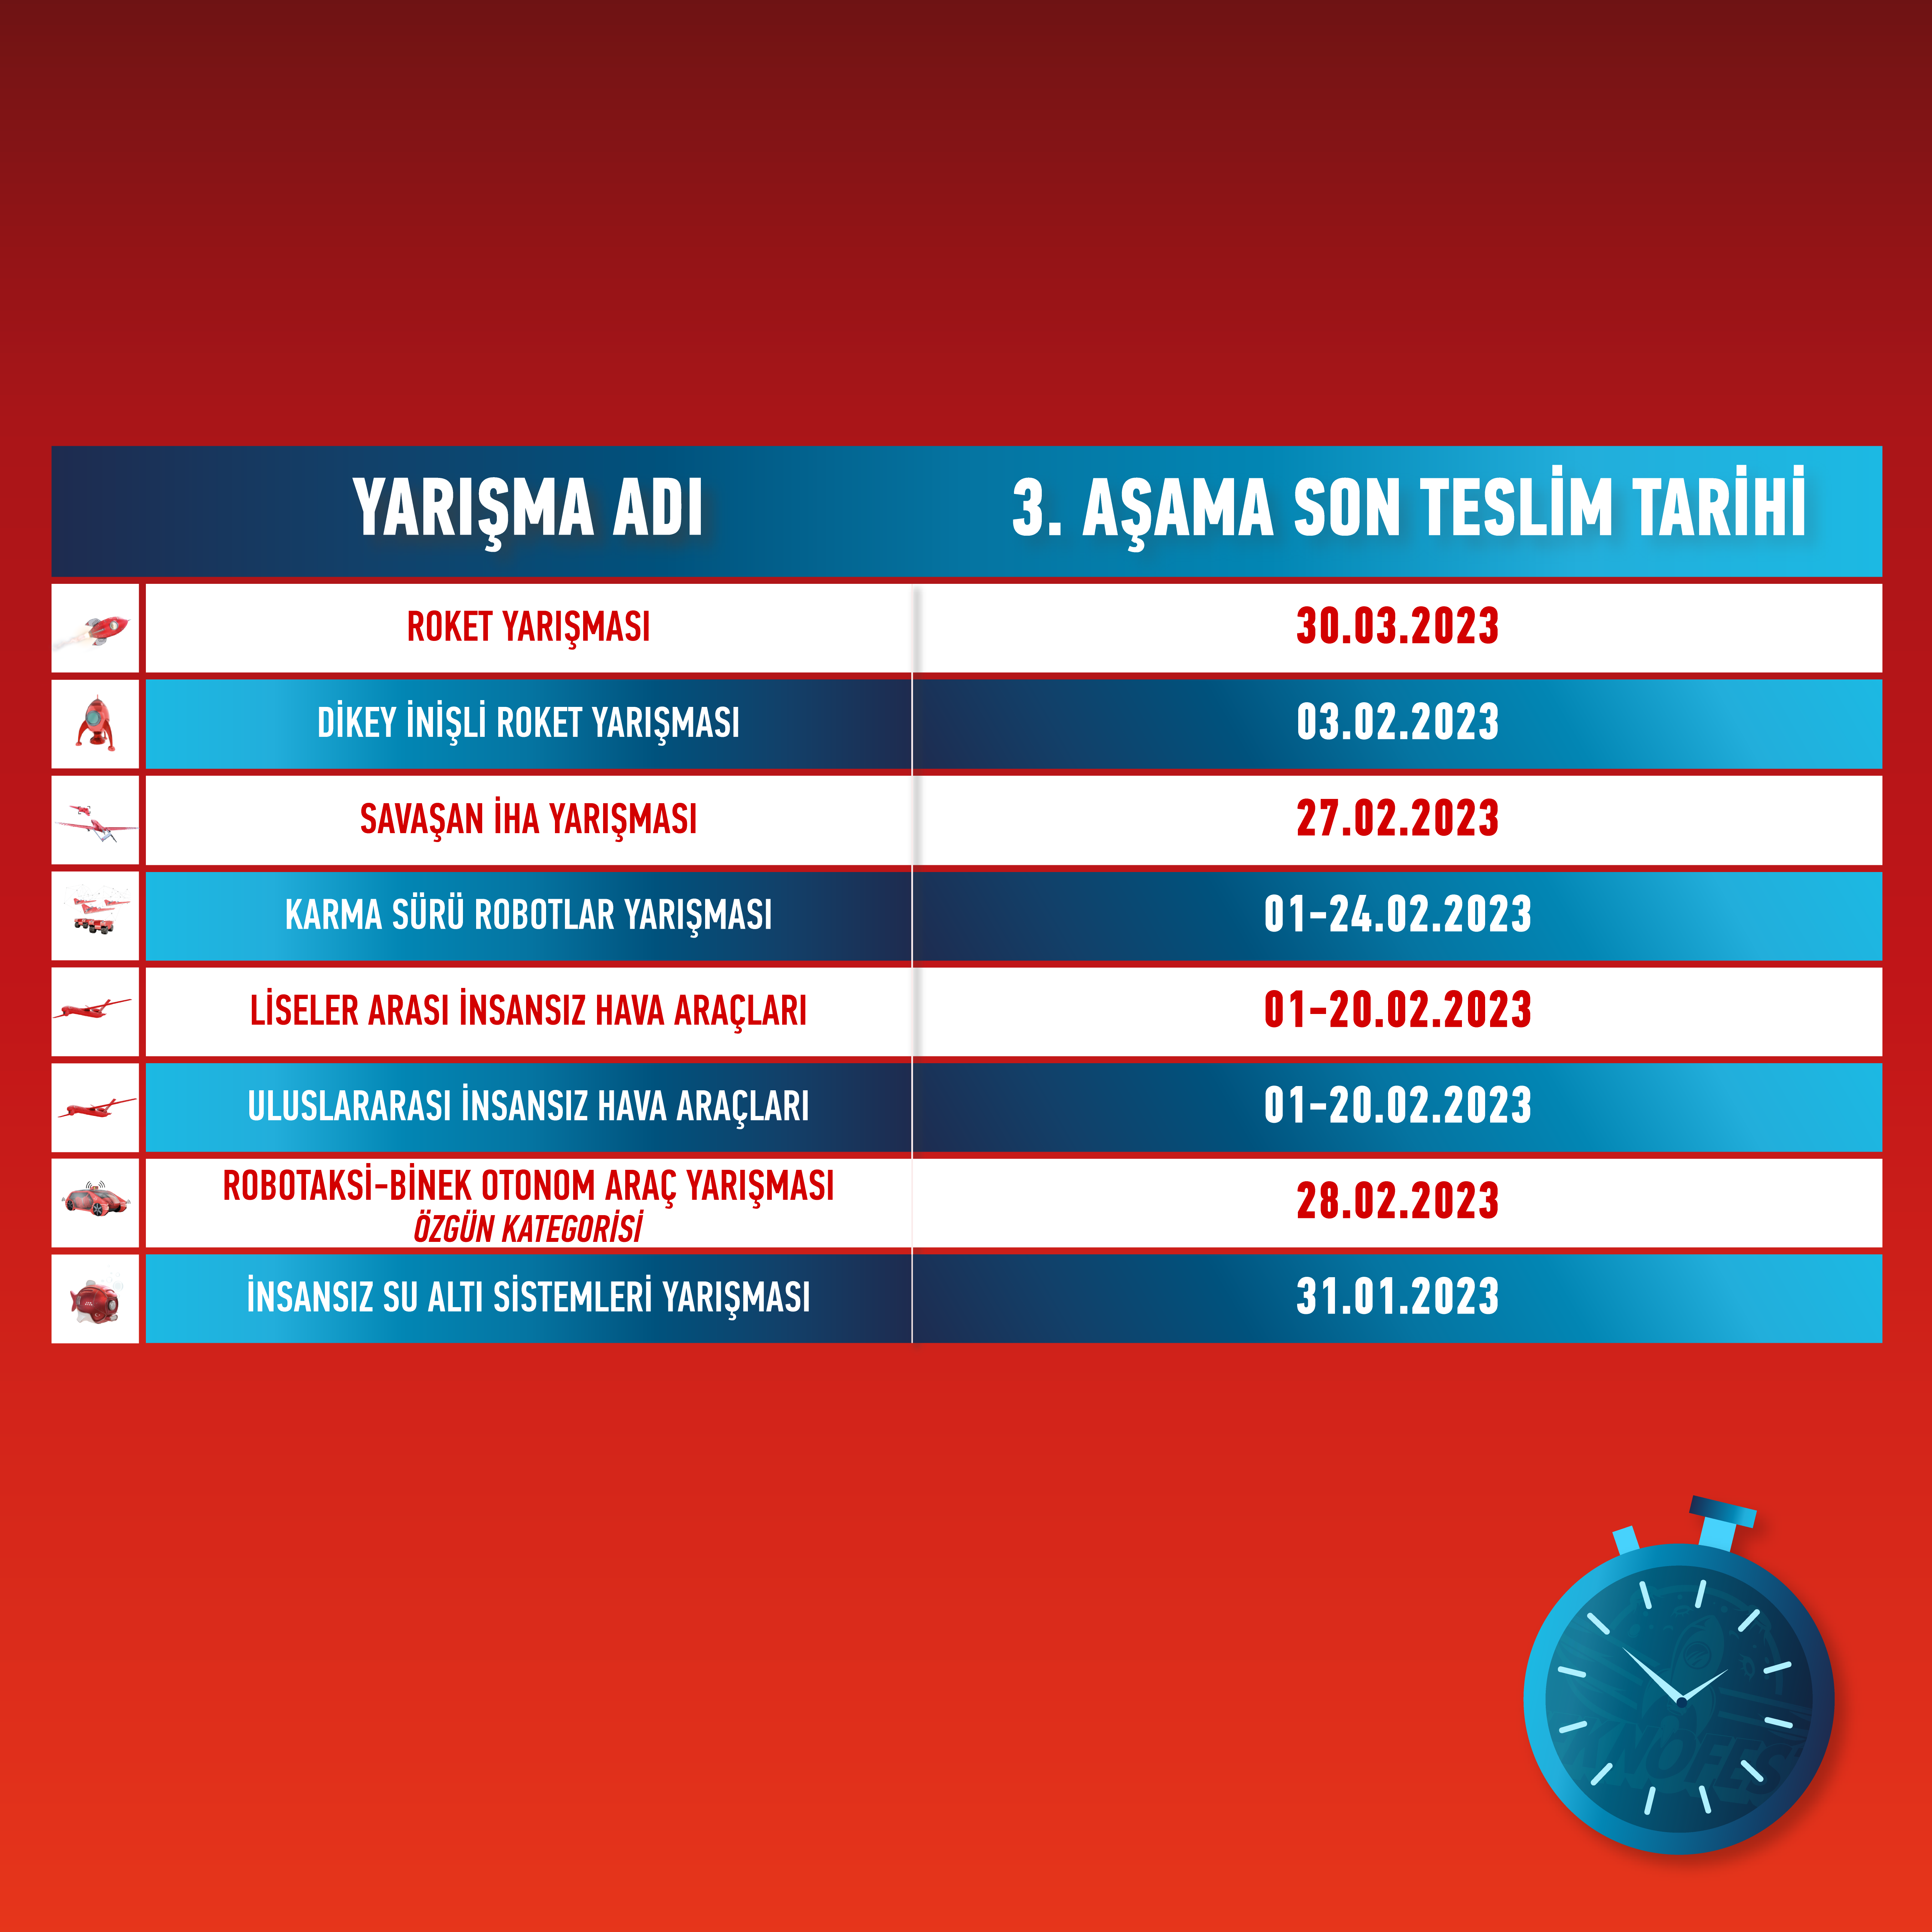 YARIŞMA ADI 3. AŞAMA SON TESLİM TARİHİ
ROKET YARIŞMASI 30.03.2023
DİKEY İNİŞLİ ROKET YARIŞMASI 03.02.2023
SAVAŞAN İHA YARIŞMASI 27.02.2023
KARMA SÜRÜ ROBOTLAR YARIŞMASI 01-24.02.2023
LİSELER ARASI İNSANSIZ HAVA ARAÇLARI 01-20.02.2023
ULUSLARARASI İNSANSIZ HAVA ARAÇLARI 01-20.02.2023
ROBOTAKSİ-BİNEK OTONOM ARAÇ YARIŞMASI 28.02.2023
ÖZGÜN KATEGORİSİ
İNSANSIZ SU ALTI SİSTEMLERİ YARIŞMASI 31.01.2023